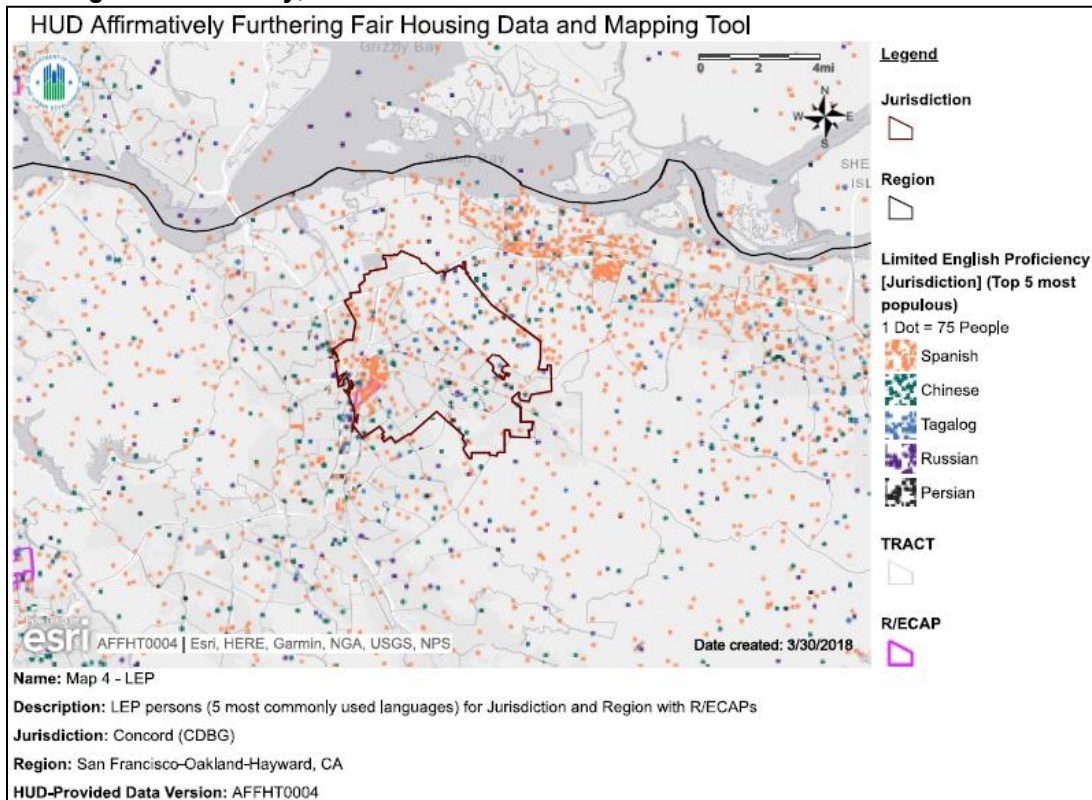 HUD Affirmatively Furthering Fair Housing Data and Mapping Tool
Grizzly Bay
0 2 4mi
N
W E
S
Bay
SHE
ISL
Legend
Jurisdiction
Region
Limited English Proficiency
[Jurisdiction] (Top 5 most
populous)
1 Dot = 75 People
Spanish
Chinese
Tagalog
Russian
Persian
TRACT
R/ECAP
POWERED BY
esri
AFFHT0004 | Esri, HERE, Garmin, NGA, USGS, NPS
Date created: 3/30/2018
Name: Map 4 - LEP
Description: LEP persons (5 most commonly used languages) for Jurisdiction and Region with R/ECAPs
Jurisdiction: Concord (CDBG)
Region: San Francisco-Oakland-Hayward, CA
HUD-Provided Data Version: AFFHT0004